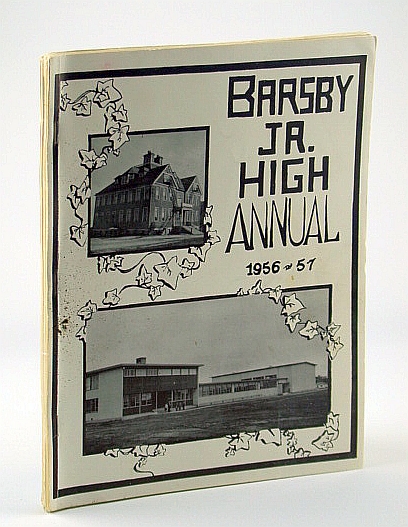 BARSBY
JR.
HIGH
ANNUAL
1956 ~ 57